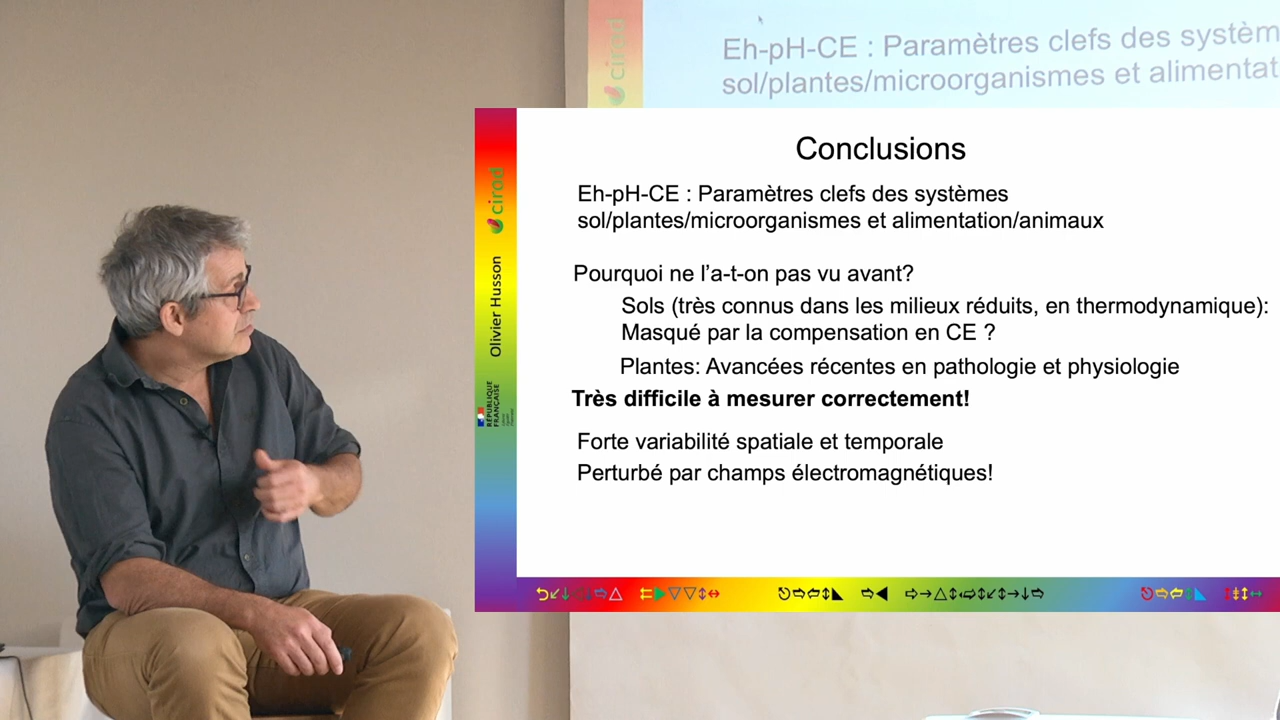 cirad
Eh-pH-CE : Paramètres clefs des systèm
sol/plantes/microorganismes et alimentat
Conclusions
Eh-pH-CE : Paramètres clefs des systèmes
sol/plantes/microorganismes et alimentation/animaux
Pourquoi ne l'a-t-on pas vu avant?
Sols (très connus dans les milieux réduits, en thermodynamique):
Masqué par la compensation en CE ?
Plantes: Avancées récentes en pathologie et physiologie
Très difficile à mesurer correctement!
Forte variabilité spatiale et temporale
Perturbé par champs électromagnétiques!
cirad
Olivier Husson
RÉPUBLIQUE
FRANÇAISE